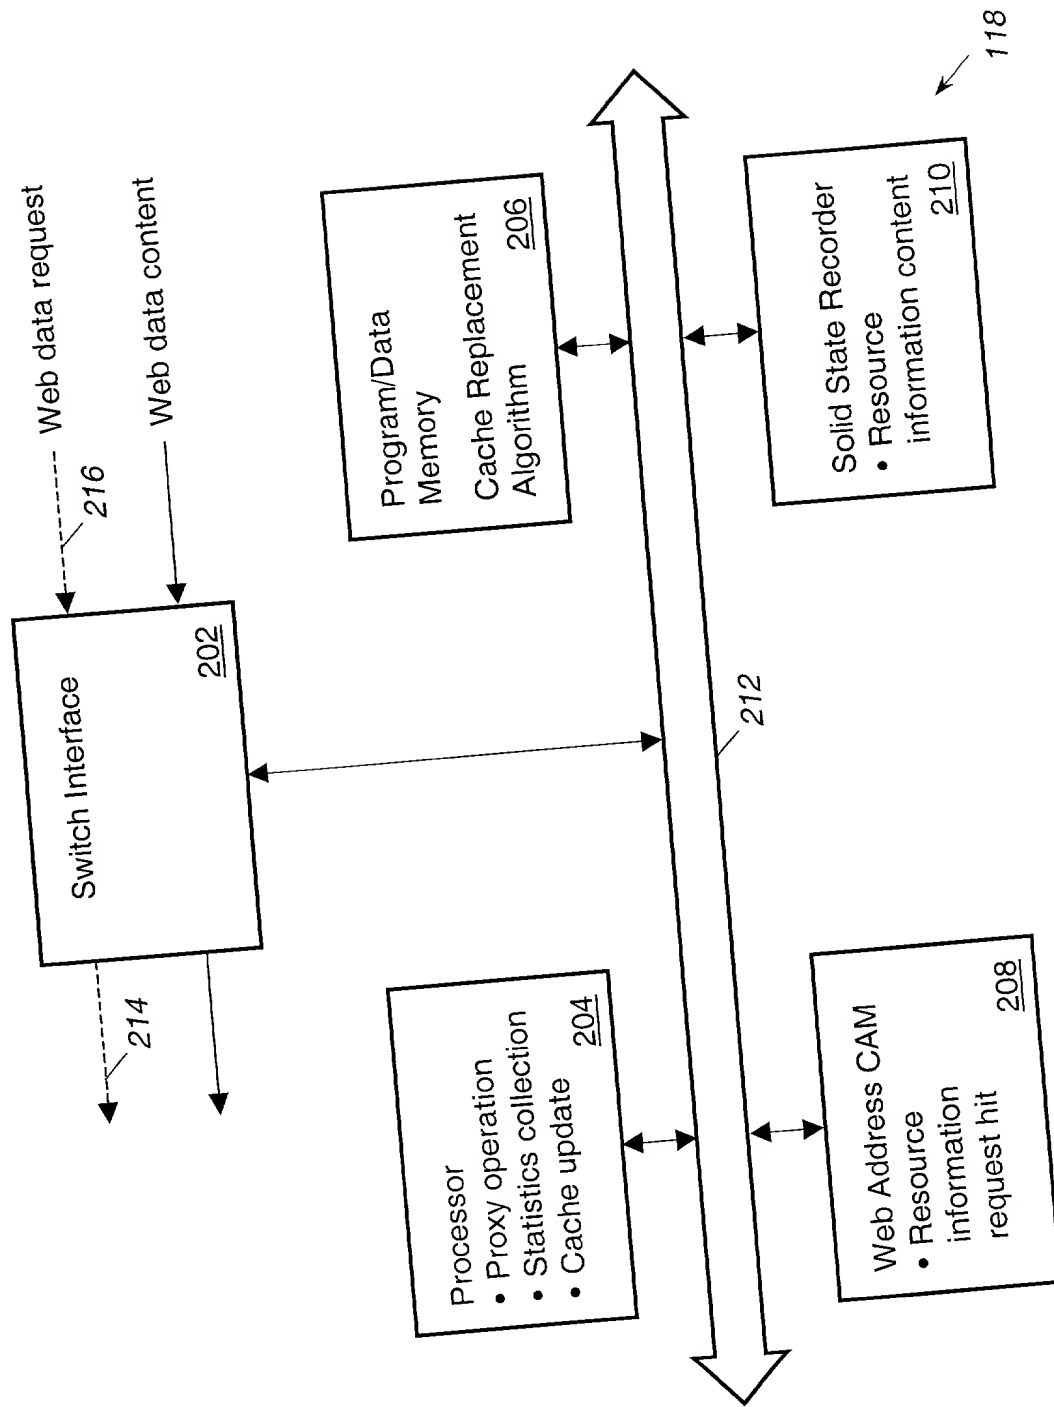 Web data request
216
Web data content
Switch Interface
202
214
Processor
• Proxy operation
• Statistics collection
• Cache update
204
Program/Data
Memory
Cache Replacement
Algorithm
206
212
Web Address CAM
• Resource
information
request hit
208
Solid State Recorder
• Resource
information content
210
118